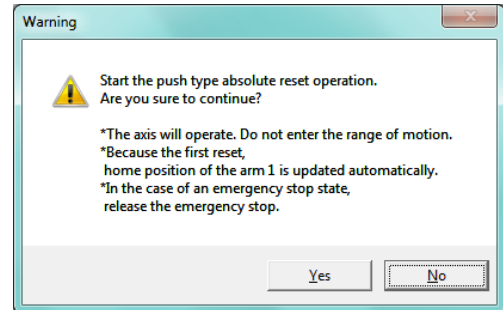 Warning
Start the push type absolute reset operation.
Are you sure to continue?
*The axis will operate. Do not enter the range of motion.
*Because the first reset,
home position of the arm 1 is updated automatically.
*In the case of an emergency stop state,
release the emergency stop.
Yes No